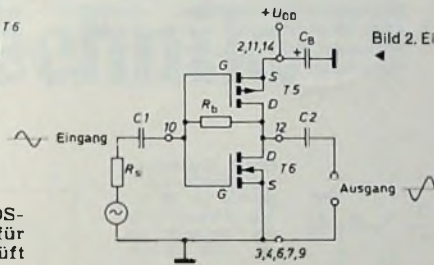 T6
+U_DD
2,11,14
C_B
+
Bild 2. Ei
G
S
T5
D
R_b
C1
10
12
C2
Eingang
D
T6
R_s
G
S
Ausgang
OS-
für
üft
3,4,6,7,9